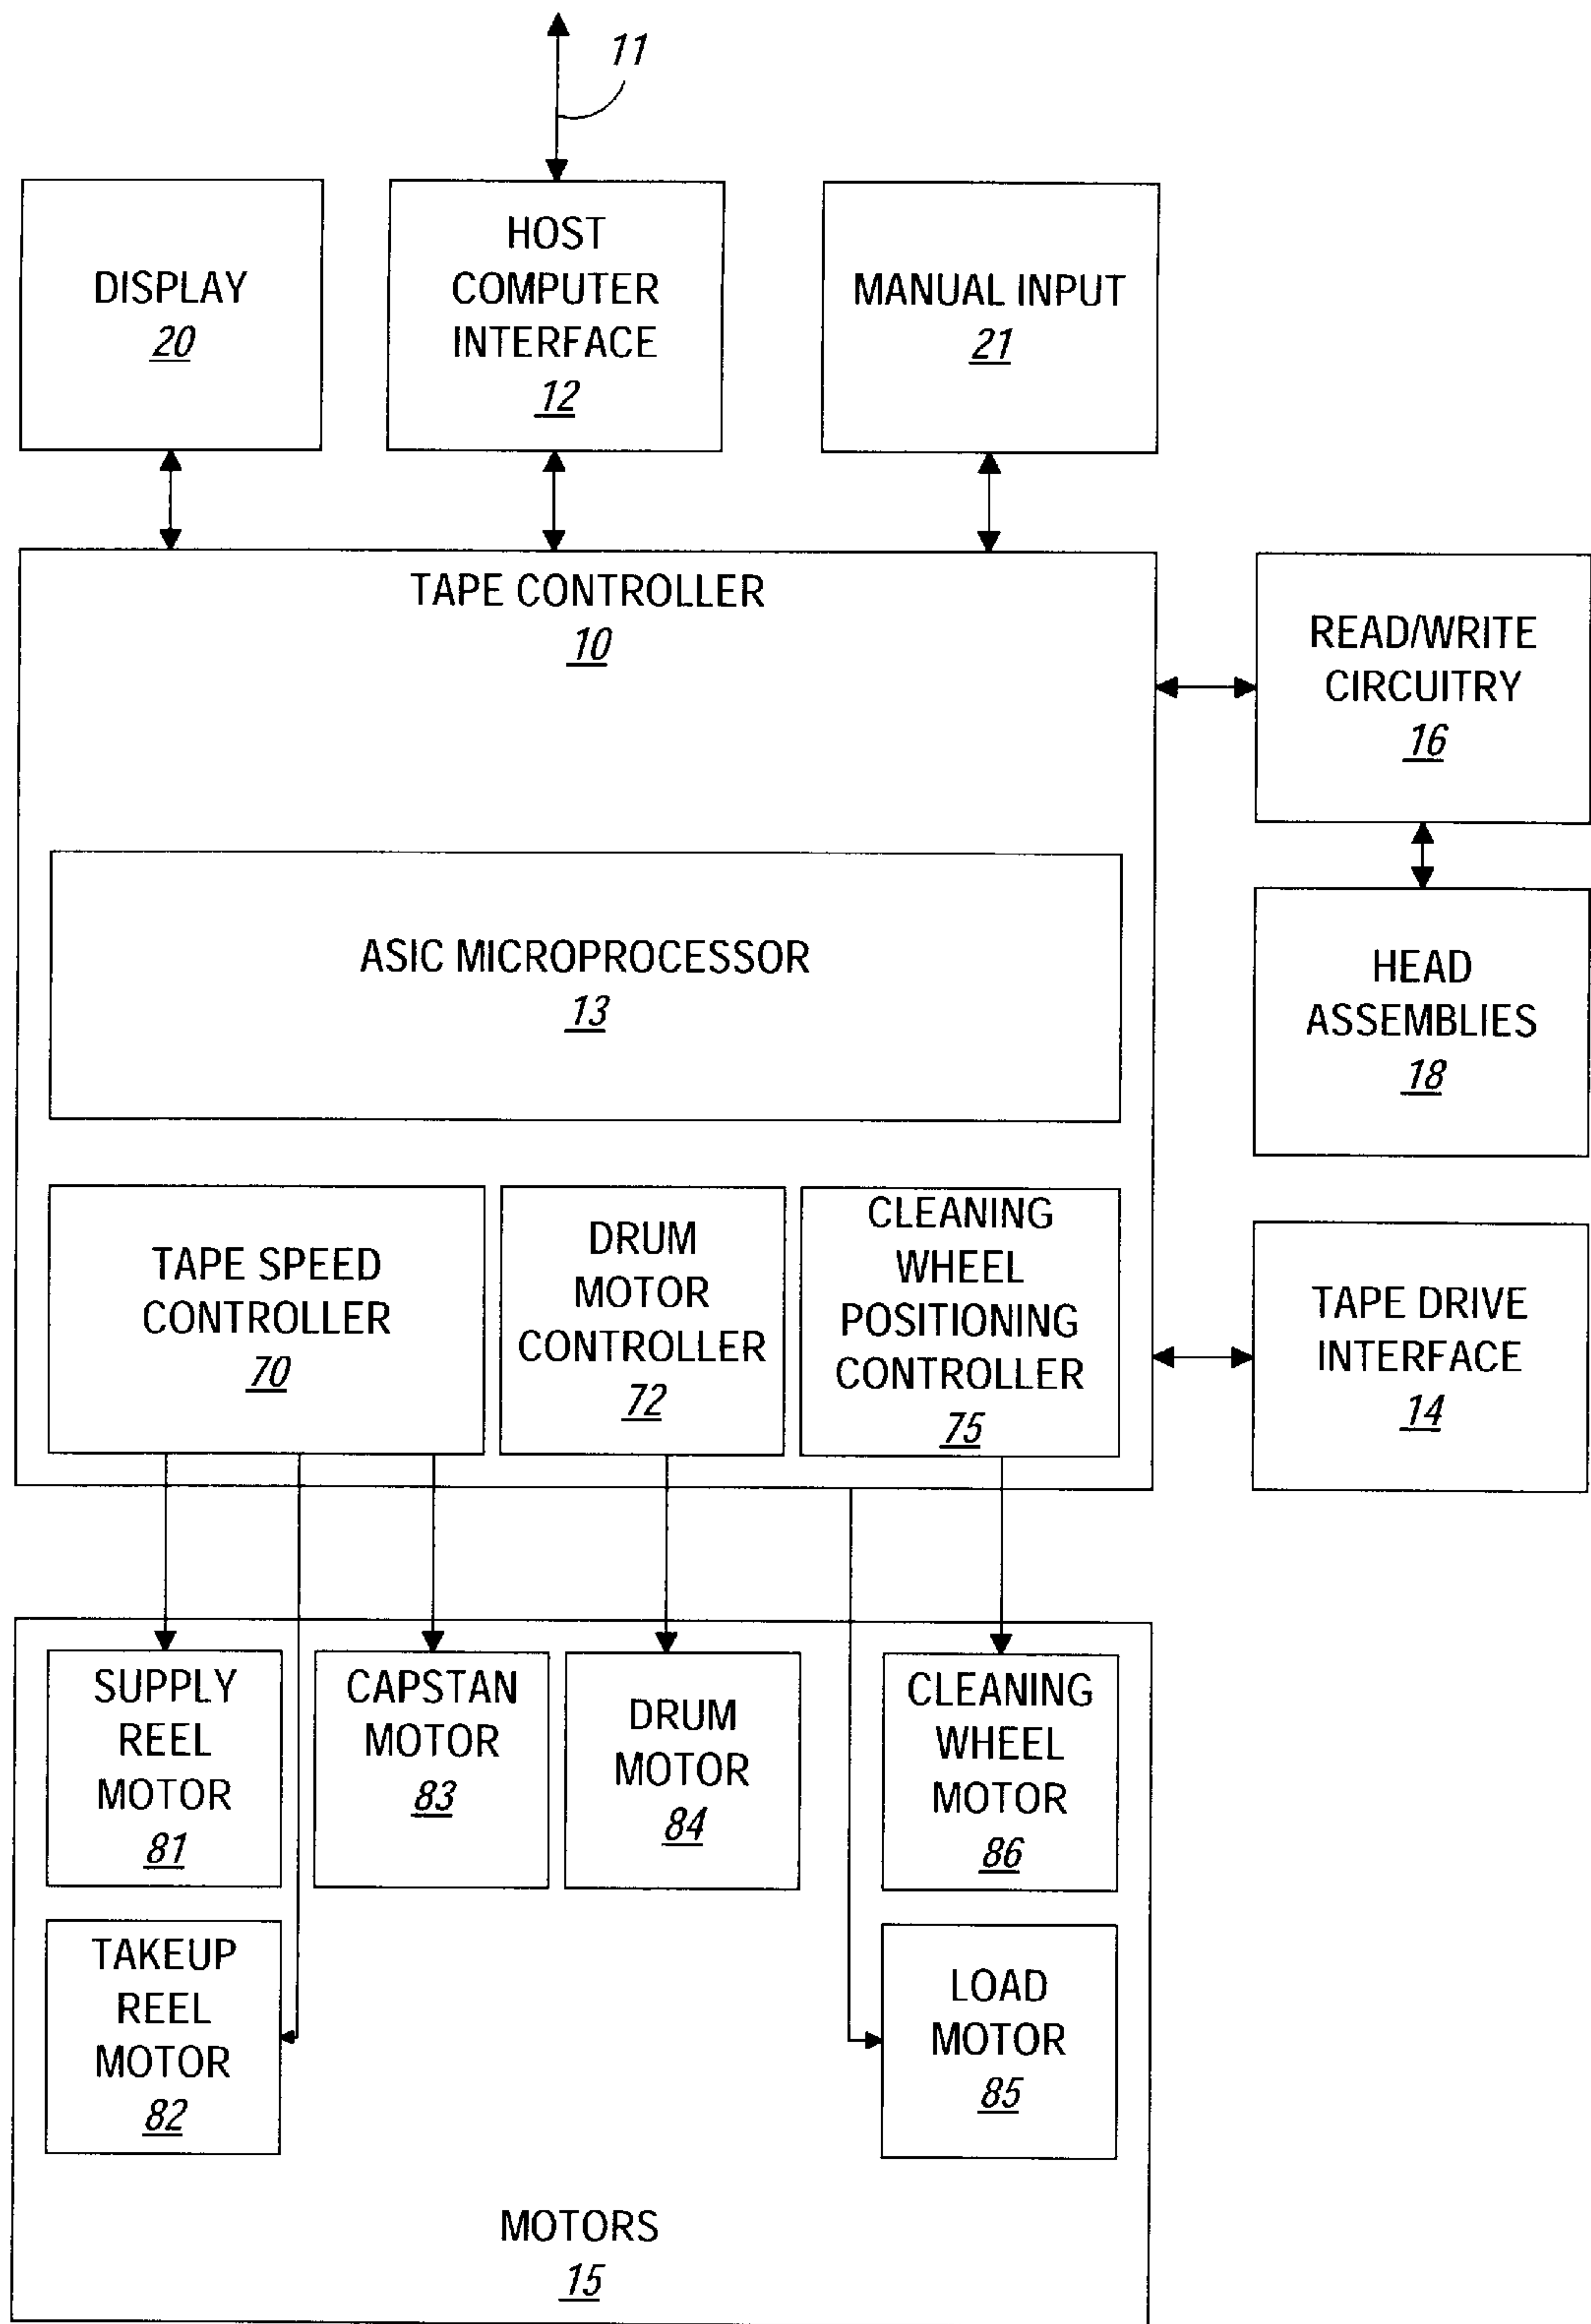 11
DISPLAY
20
HOST
COMPUTER
INTERFACE
12
MANUAL INPUT
21
TAPE CONTROLLER
10
READ/WRITE
CIRCUITRY
16
ASIC MICROPROCESSOR
13
HEAD
ASSEMBLIES
18
TAPE SPEED
CONTROLLER
70
DRUM
MOTOR
CONTROLLER
72
CLEANING
WHEEL
POSITIONING
CONTROLLER
75
TAPE DRIVE
INTERFACE
14
SUPPLY
REEL
MOTOR
81
CAPSTAN
MOTOR
83
DRUM
MOTOR
84
CLEANING
WHEEL
MOTOR
86
TAKEUP
REEL
MOTOR
82
LOAD
MOTOR
85
MOTORS
15